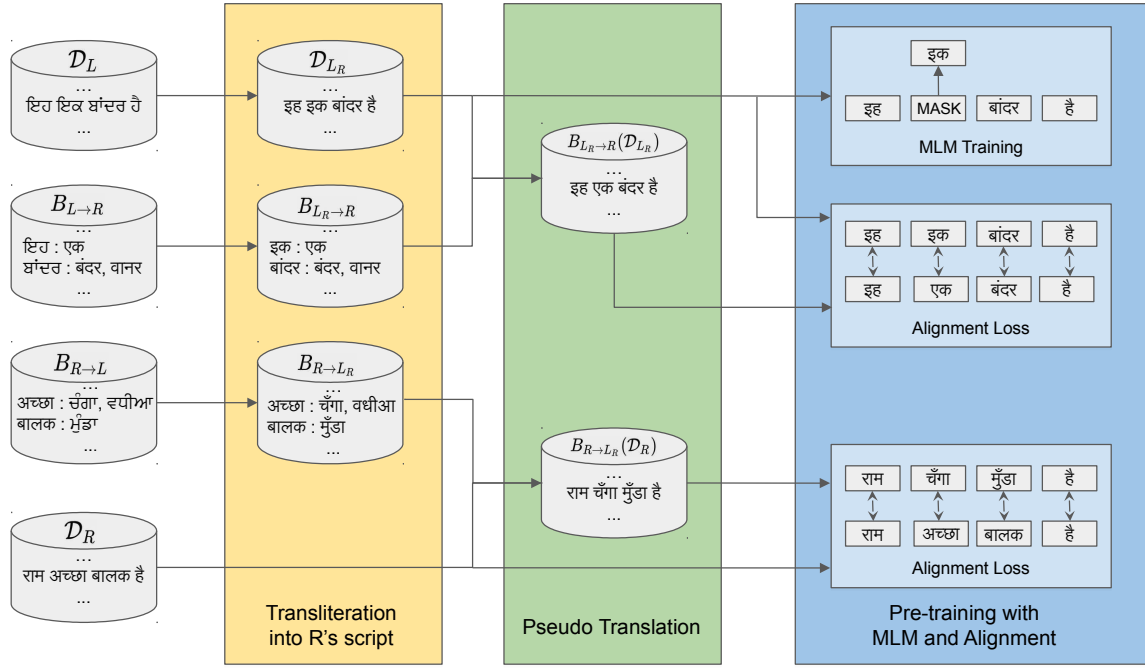 D_L
...
ਇਹ ਇਕ ਬਾਂਦਰ ਹੈ
...
B_{L→R}
...
ਇਹ : एक
ਬਾਂਦਰ : बंदर, वानर
...
B_{R→L}
...
अच्छा : ਚੰਗਾ, ਵਧੀਆ
बालक : ਮੁੰਡਾ
...
D_R
...
राम अच्छा बालक है
...
D_{L_R}
...
इह इक बांदर है
...
B_{L_R→R}
...
इक : एक
बांदर : बंदर, वानर
...
B_{R→L_R}
...
अच्छा : चँगा, वधीआ
बालक : मुँडा
...
Transliteration
into R's script
B_{L_R→R}(D_{L_R})
...
इह एक बंदर है
...
B_{R→L_R}(D_R)
...
राम चँगा मुँडा है
...
Pseudo Translation
इक
इह MASK बांदर है
MLM Training
इह इक बांदर है
इह एक बंदर है
Alignment Loss
राम चँगा मुँडा है
राम अच्छा बालक है
Alignment Loss
Pre-training with
MLM and Alignment